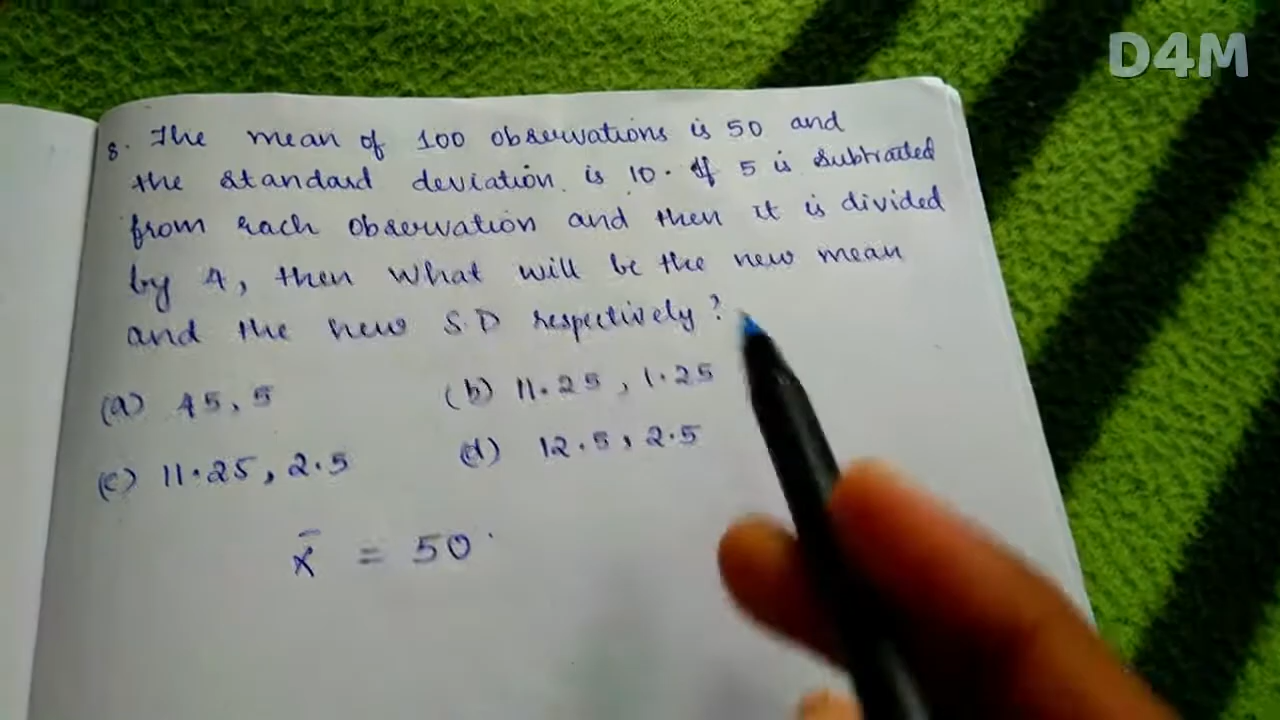 D4M
8. The mean of 100 observations is 50 and
the standard deviation is 10. If 5 is subtracted
from each observation and then it is divided
by 4, then what will be the new mean
and the new S.D respectively?
(a) 45, 5 (b) 11.25, 1.25
(c) 11.25, 2.5 (d) 12.5, 2.5
x̄ = 50